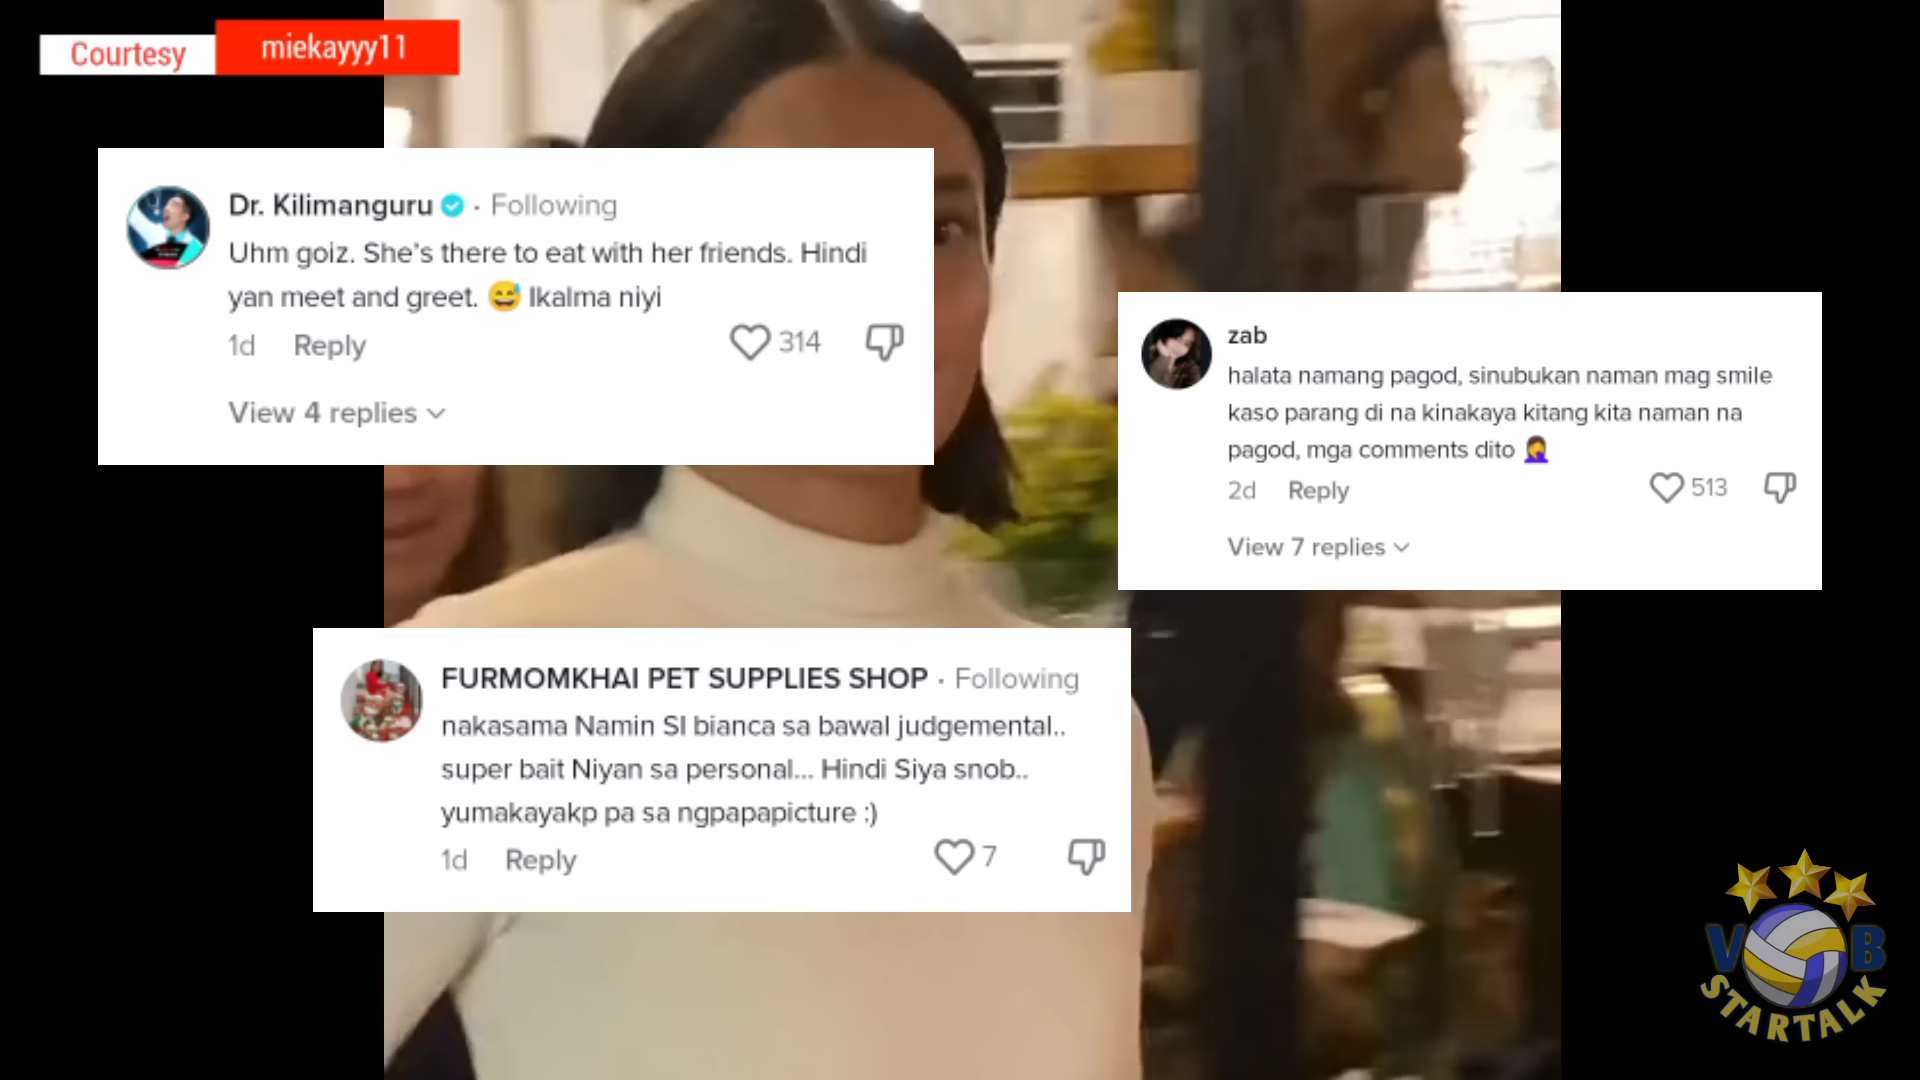 Courtesy miekayyy11
Dr. Kilimanguru · Following
Uhm goiz. She's there to eat with her friends. Hindi
yan meet and greet. 😅 Ikalma niyi
1d Reply 314
View 4 replies
zab
halata namang pagod, sinubukan naman mag smile
kaso parang di na kinakaya kitang kita naman na
pagod, mga comments dito 🤦‍♀️
2d Reply 513
View 7 replies
FURMOMKHAI PET SUPPLIES SHOP · Following
nakasama Namin SI bianca sa bawal judgemental..
super bait Niyan sa personal... Hindi Siya snob..
yumakayakp pa sa ngpapapicture :)
1d Reply 7
V B
STARTALK